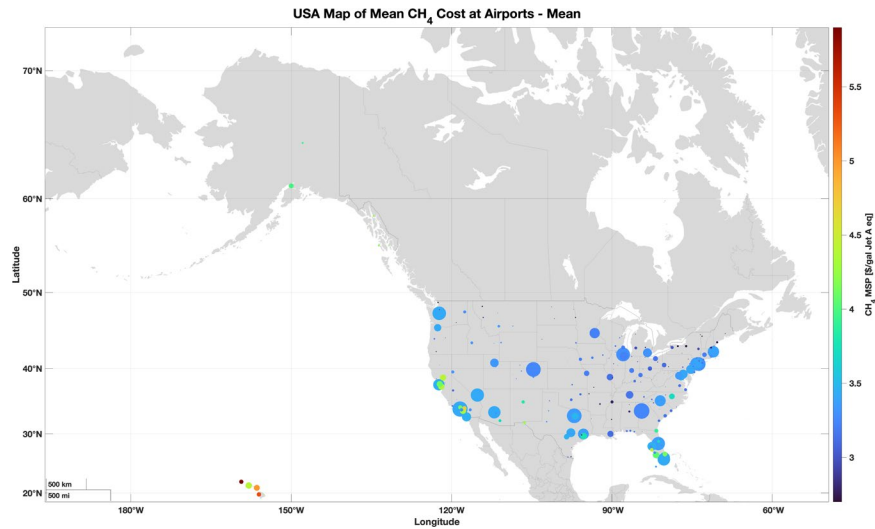 USA Map of Mean CH4 Cost at Airports - Mean
70°N
60°N
50°N
40°N
30°N
20°N
Latitude
500 km
500 mi
180°W
150°W
120°W
90°W
60°W
Longitude
5.5
5
4.5
4
3.5
3
CH4 MSP [$/gal Jet A eq]